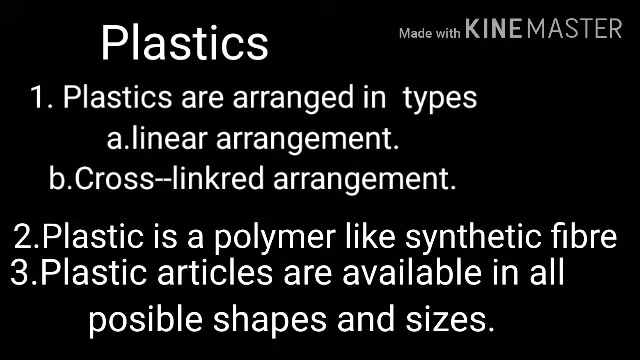 Plastics
Made with KINEMASTER
1. Plastics are arranged in types
a.linear arrangement.
b.Cross--linkred arrangement.
2.Plastic is a polymer like synthetic fibre
3.Plastic articles are available in all
posible shapes and sizes.